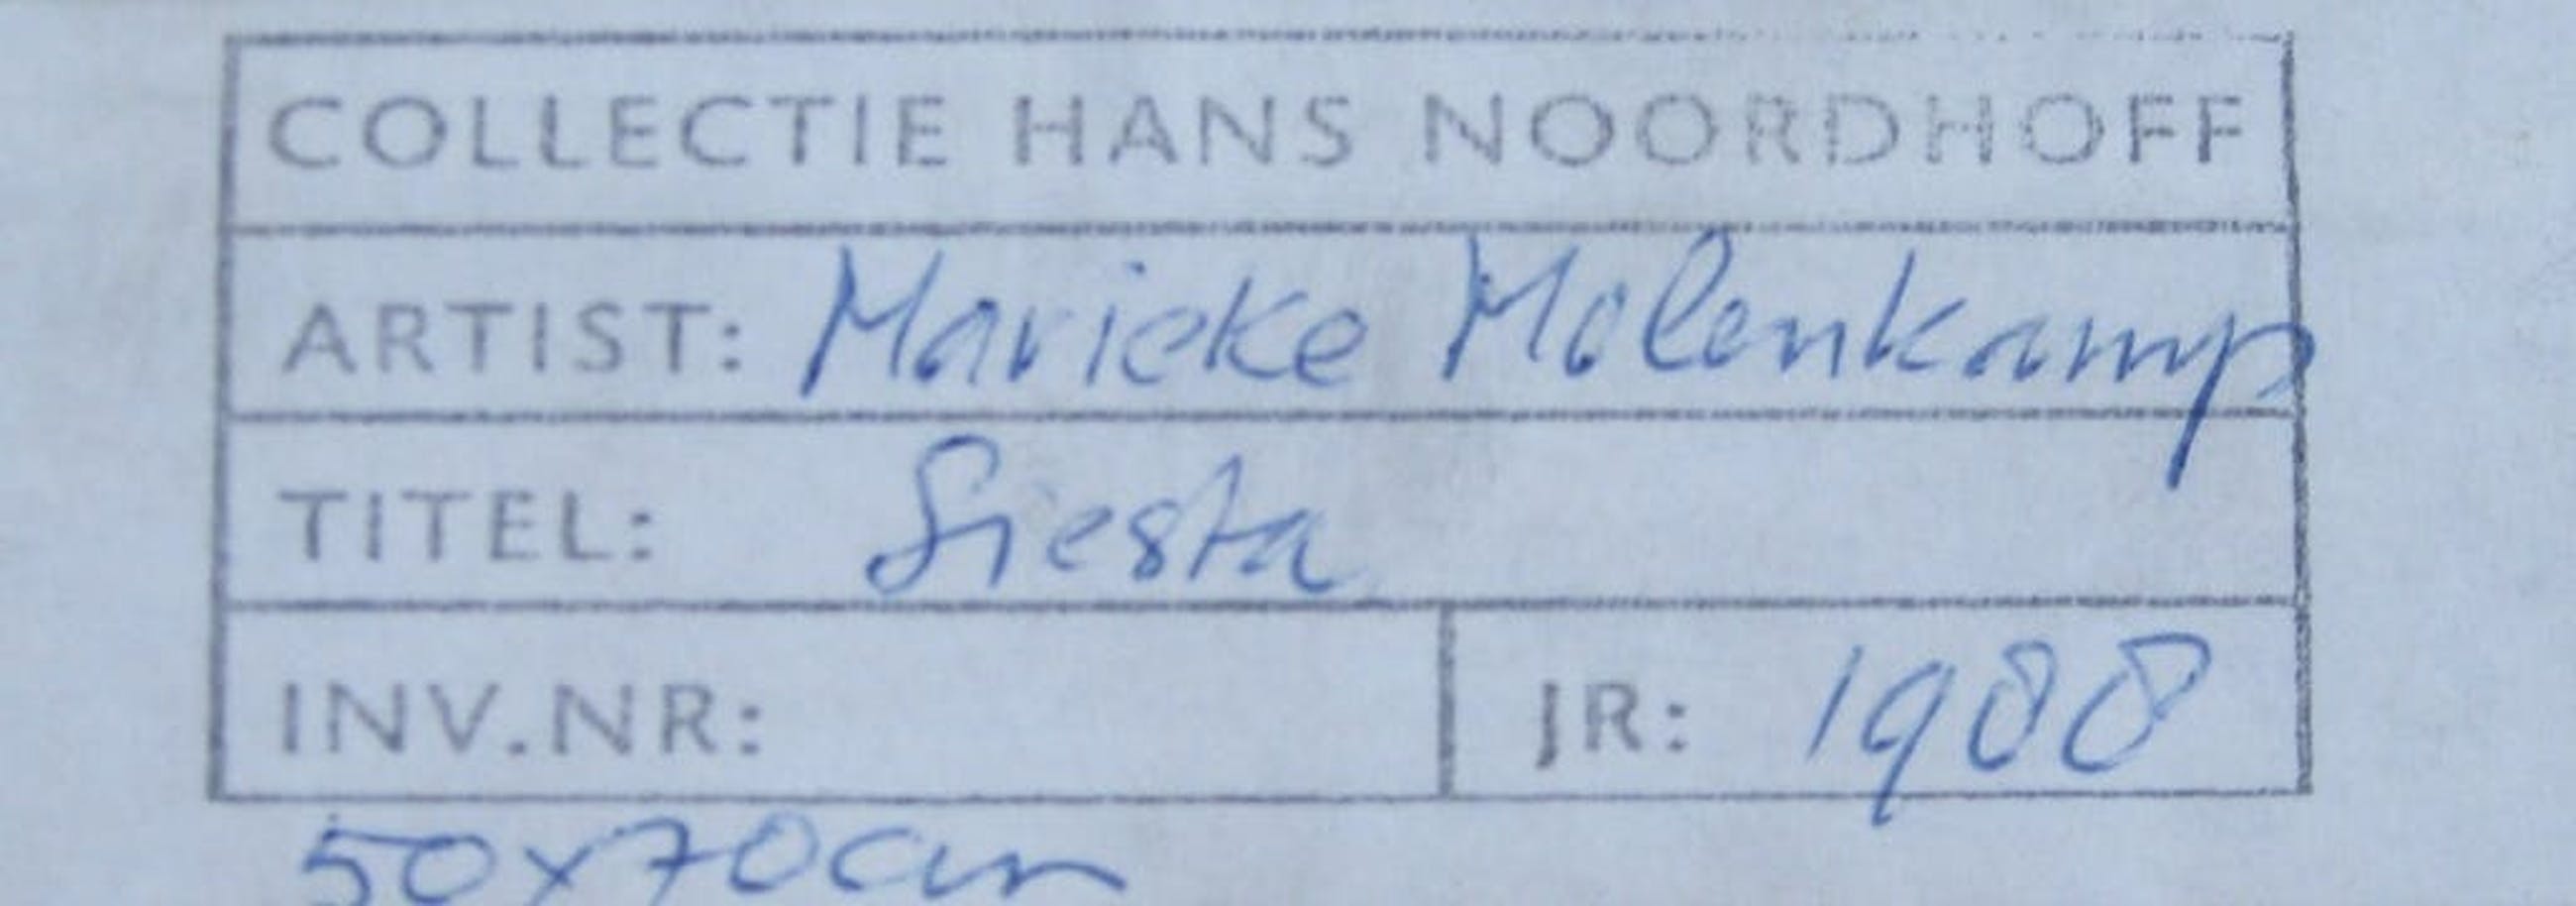 COLLECTIE HANS NOORDHOFF
ARTIST: Marieke Molenkamp
TITEL: Siesta
INV.NR: JR: 1988
50x70cm